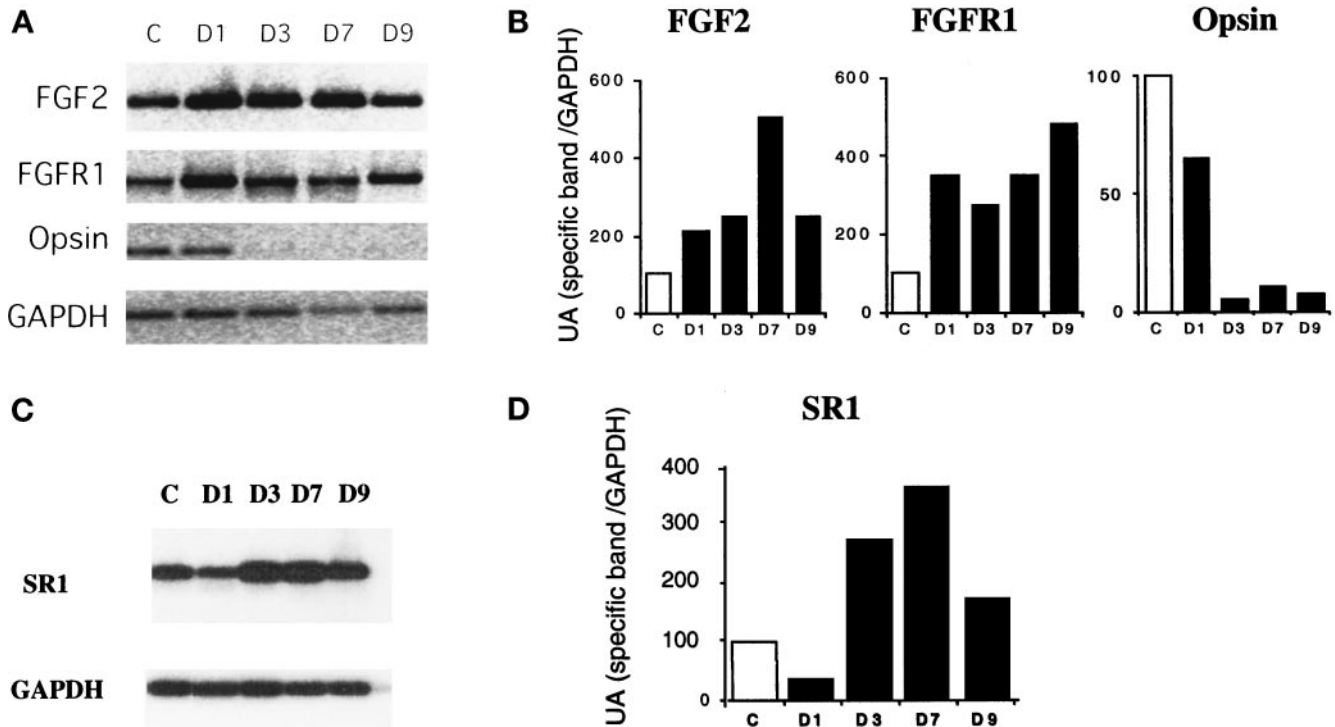 A
C D1 D3 D7 D9
FGF2
FGFR1
Opsin
GAPDH
B
FGF2
FGFR1
Opsin
UA (specific band /GAPDH)
600
400
200
0
C D1 D3 D7 D9
600
400
200
0
C D1 D3 D7 D9
100
50
0
C D1 D3 D7 D9
C
C D1 D3 D7 D9
SR1
GAPDH
D
SR1
UA (specific band /GAPDH)
400
300
200
100
0
C D1 D3 D7 D9